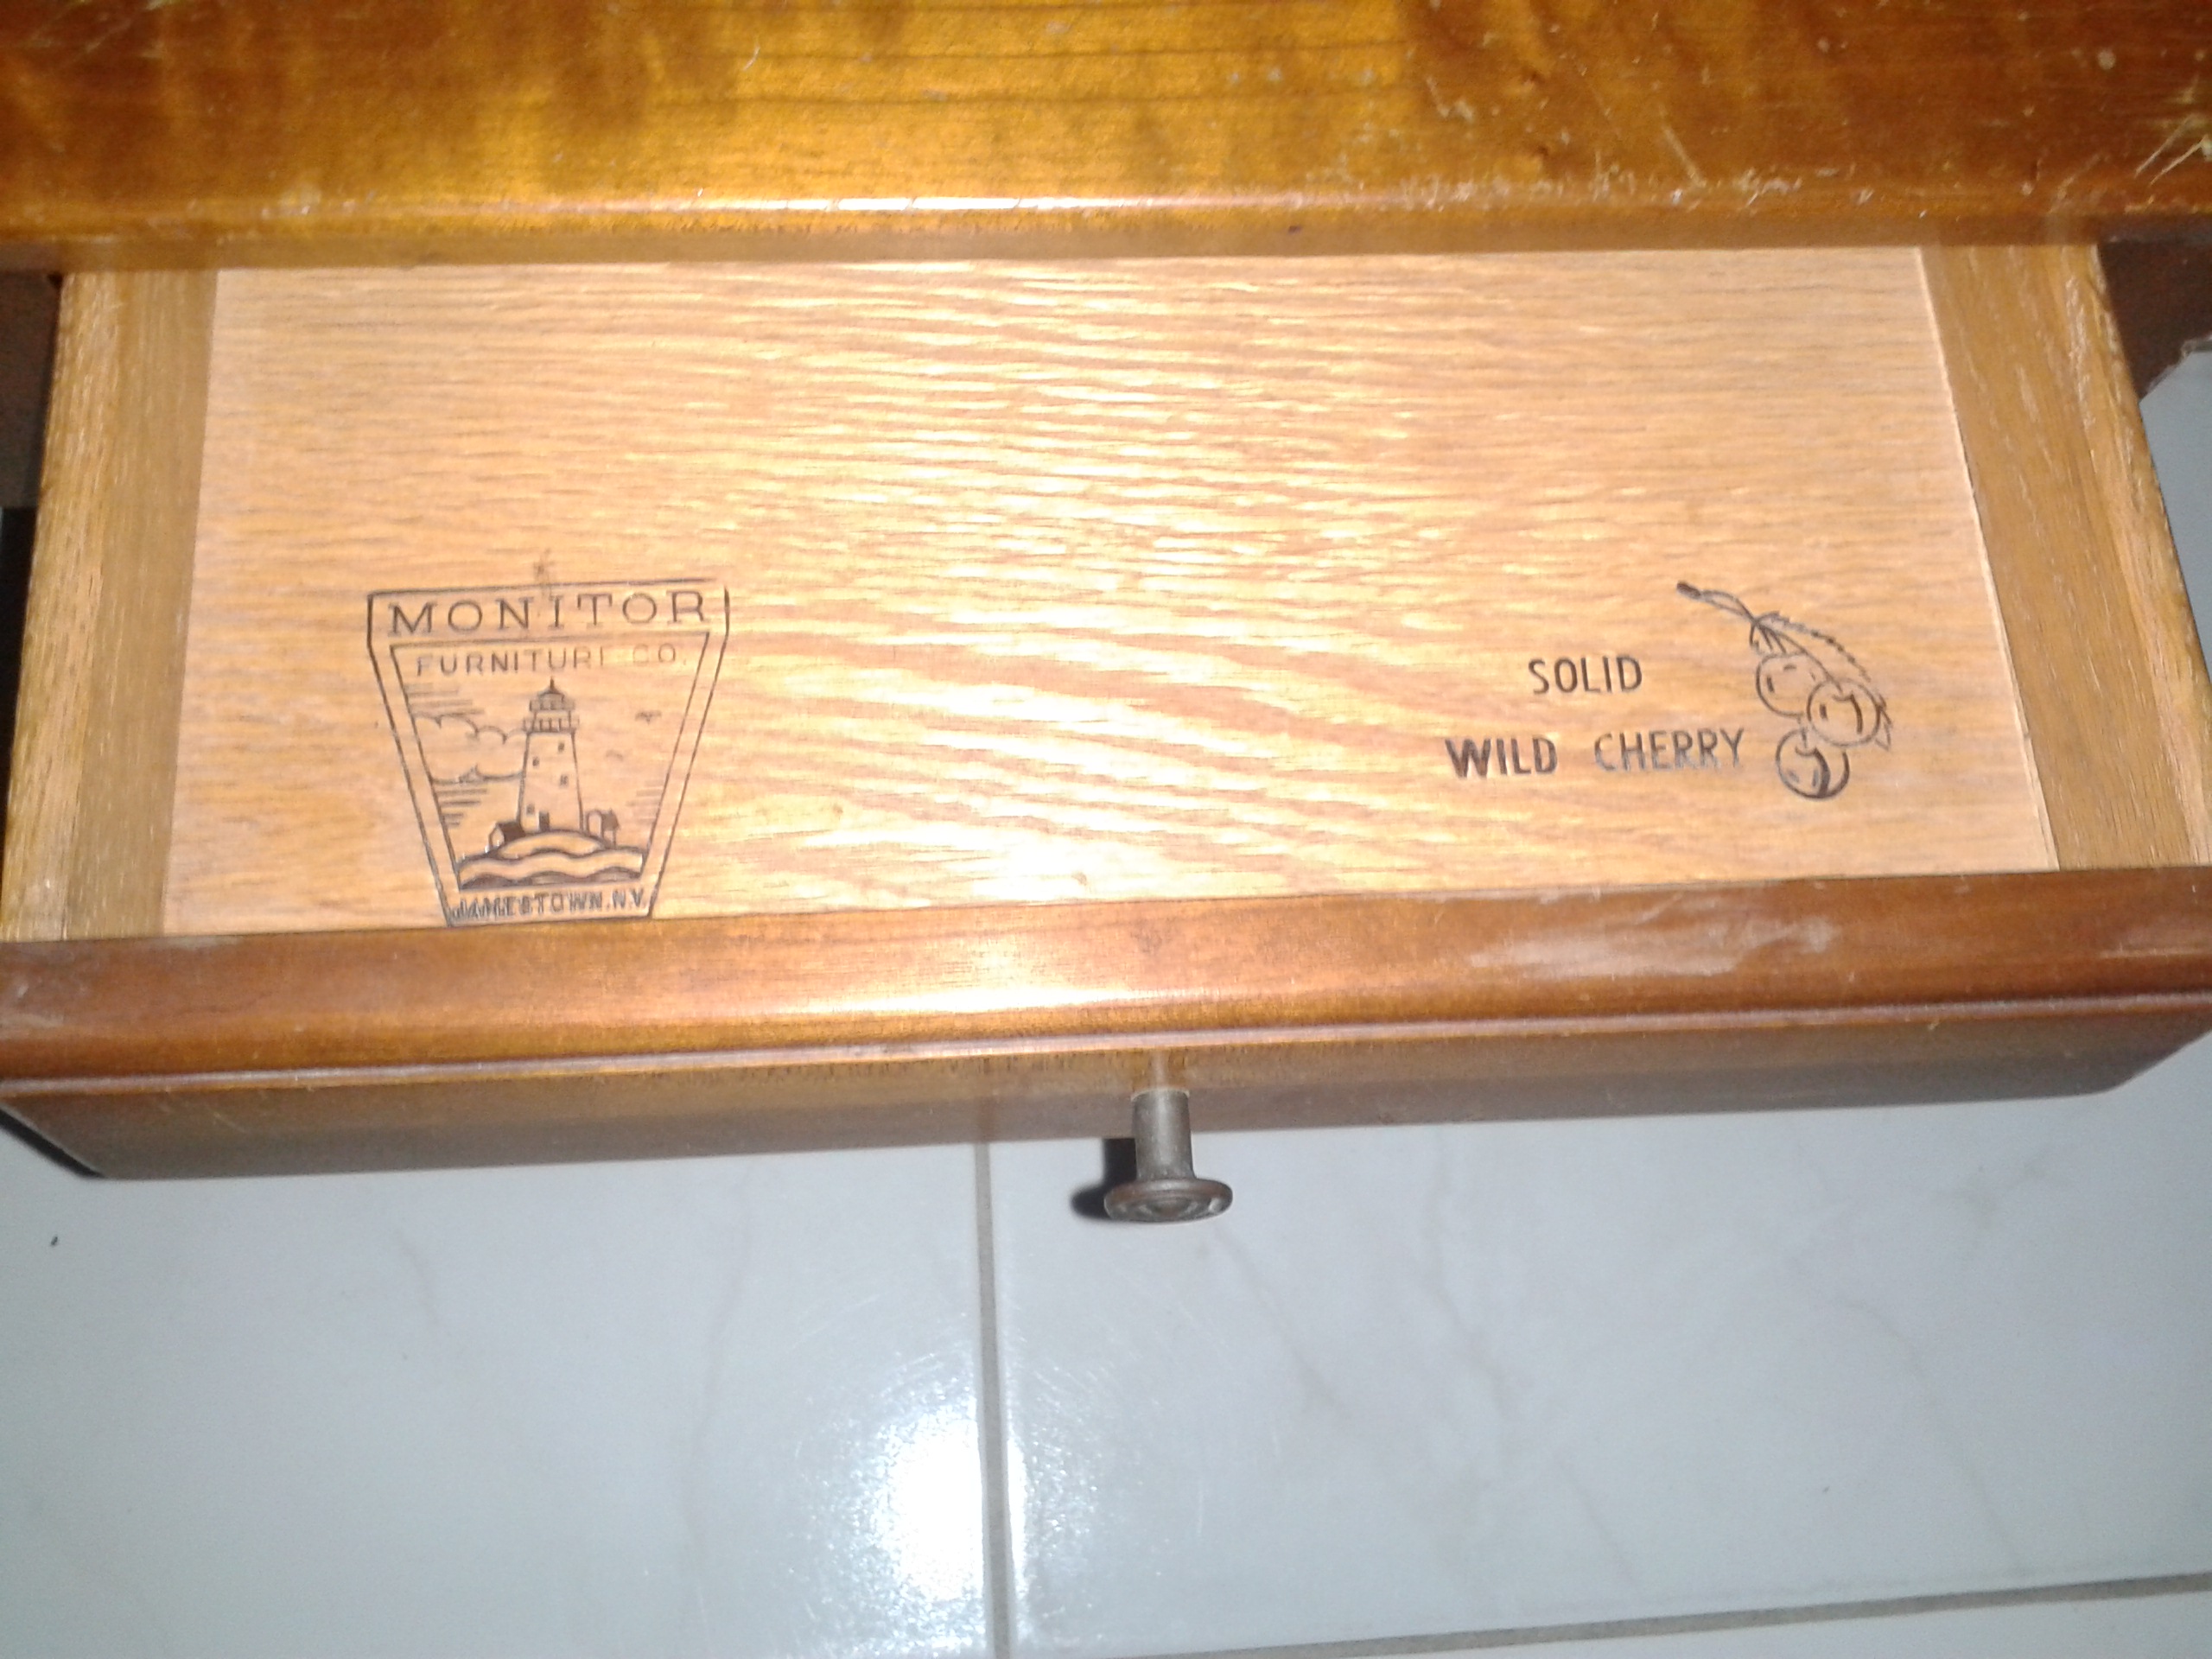 MONITOR
FURNITURE CO.
JAMESTOWN, N.Y.
SOLID
WILD CHERRY